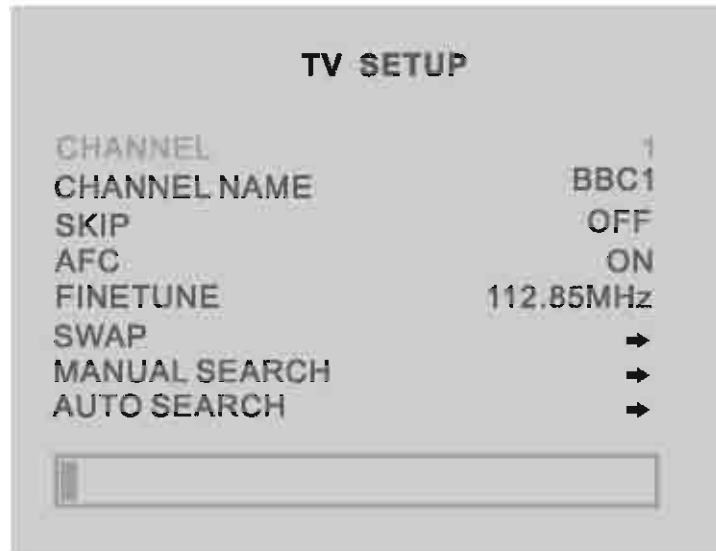 TV SETUP
CHANNEL 1
CHANNEL NAME BBC1
SKIP OFF
AFC ON
FINETUNE 112.85MHz
SWAP ➡
MANUAL SEARCH ➡
AUTO SEARCH ➡